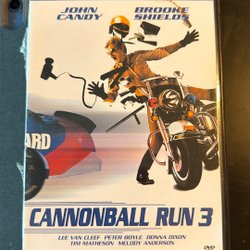 JOHN CANDY
BROOKE SHIELDS
ARD
CANNONBALL RUN 3
LEE VAN CLEEF PETER BOYLE DONNA DIXON
TIM MATHESON MELODY ANDERSON
DVD